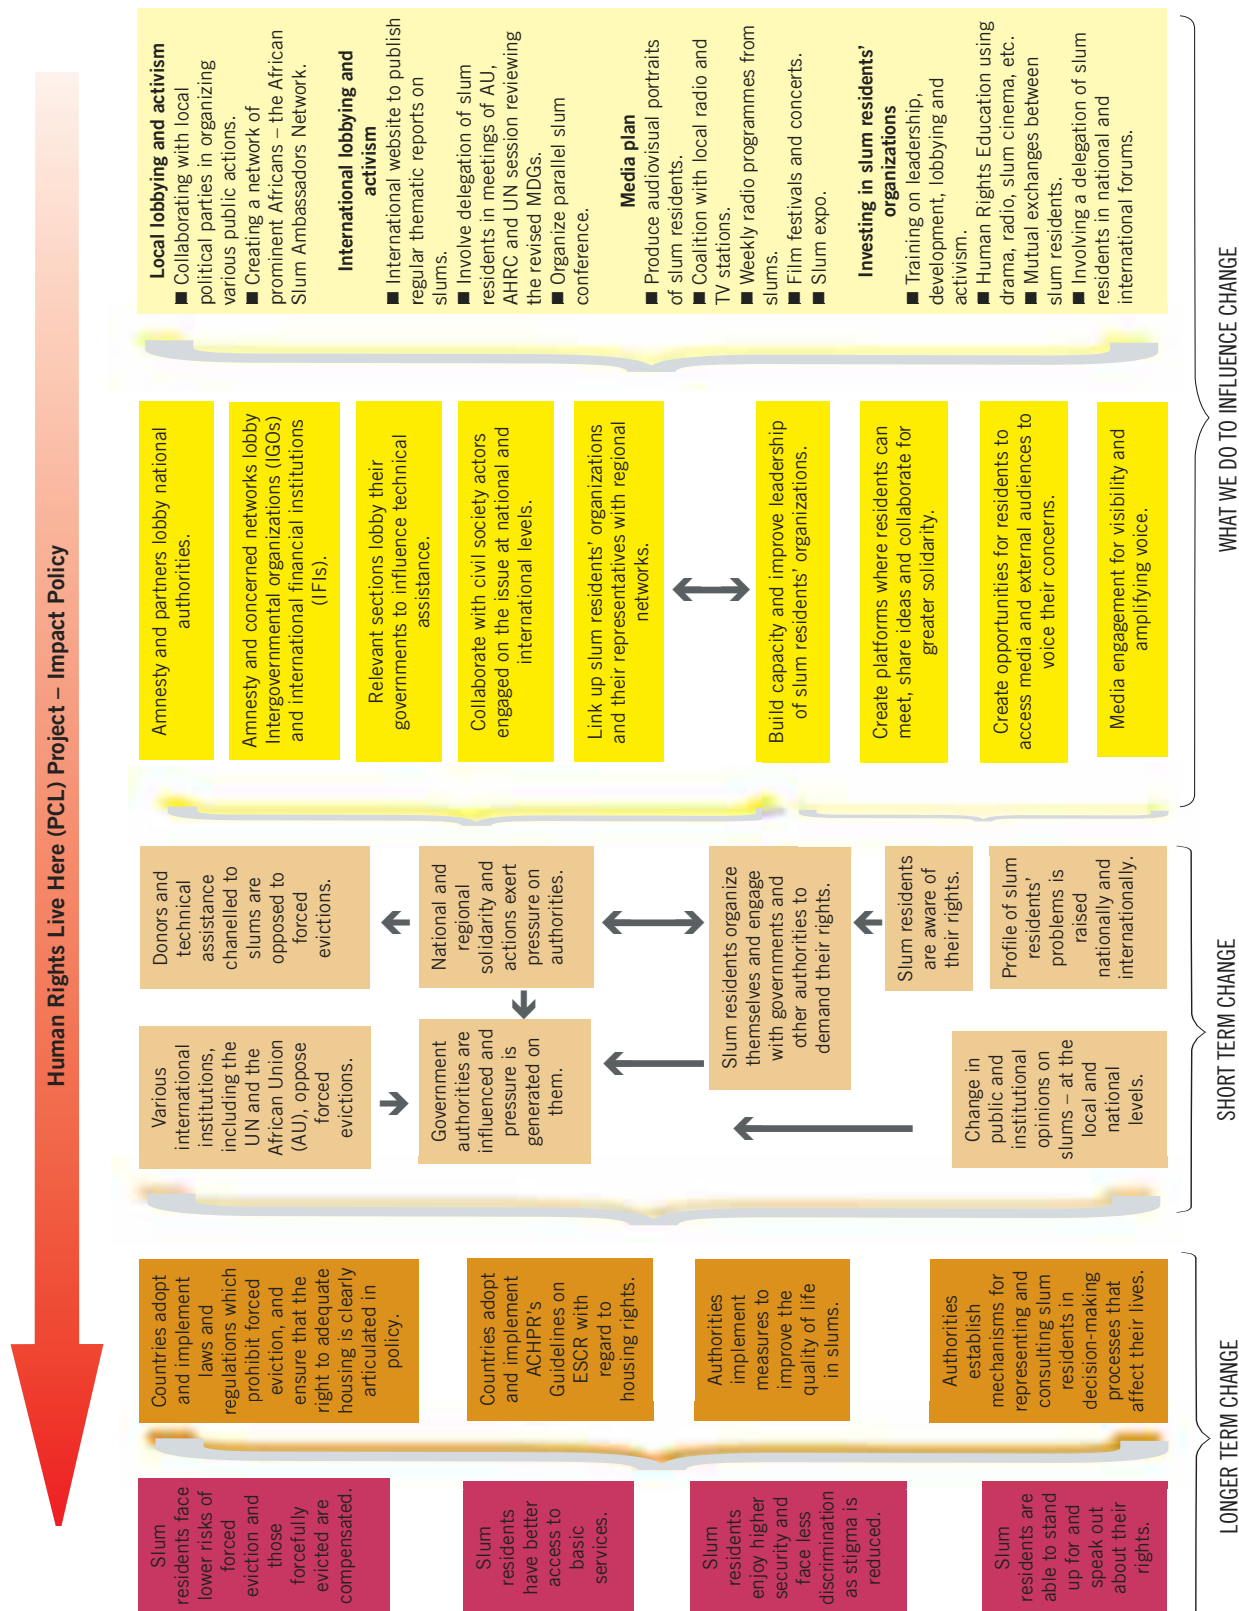 Human Rights Live Here (PCL) Project – Impact Policy
Slum
residents face
lower risks of
forced
eviction and
those
forcefully
evicted are
compensated.
Slum
residents
have better
access to
basic
services.
Slum
residents
enjoy higher
security and
face less
discrimination
as stigma is
reduced.
Slum
residents are
able to stand
up for and
speak out
about their
rights.
Countries adopt
and implement
laws and
regulations which
prohibit forced
eviction, and
ensure that the
right to adequate
housing is clearly
articulated in
policy.
Countries adopt
and implement
ACHPR's
Guidelines on
ESCR with
regard to
housing rights.
Authorities
implement
measures to
improve the
quality of life
in slums.
Authorities
establish
mechanisms for
representing and
consulting slum
residents in
decision-making
processes that
affect their lives.
LONGER TERM CHANGE
Various
international
institutions,
including the
UN and the
African Union
(AU), oppose
forced
evictions.
Government
authorities are
influenced and
pressure is
generated on
them.
Change in
public and
institutional
opinions on
slums – at the
local and
national
levels.
Donors and
technical
assistance
chanelled to
slums are
opposed to
forced
evictions.
National and
regional
solidarity and
actions exert
pressure on
authorities.
Slum residents organize
themselves and engage
with governments and
other authorities to
demand their rights.
Slum residents
are aware of
their rights.
Profile of slum
residents'
problems is
raised
nationally and
internationally.
SHORT TERM CHANGE
Amnesty and partners lobby national
authorities.
Amnesty and concerned networks lobby
Intergovernmental organizations (IGOs)
and international financial institutions
(IFIs).
Relevant sections lobby their
governments to influence technical
assistance.
Collaborate with civil society actors
engaged on the issue at national and
international levels.
Link up slum residents' organizations
and their representatives with regional
networks.
Build capacity and improve leadership
of slum residents' organizations.
Create platforms where residents can
meet, share ideas and collaborate for
greater solidarity.
Create opportunities for residents to
access media and external audiences to
voice their concerns.
Media engagement for visibility and
amplifying voice.
Local lobbying and activism
■ Collaborating with local
political parties in organizing
various public actions.
■ Creating a network of
prominent Africans – the African
Slum Ambassadors Network.
International lobbying and
activism
■ International website to publish
regular thematic reports on
slums.
■ Involve delegation of slum
residents in meetings of AU,
AHRC and UN session reviewing
the revised MDGs.
■ Organize parallel slum
conference.
Media plan
■ Produce audiovisual portraits
of slum residents.
■ Coalition with local radio and
TV stations.
■ Weekly radio programmes from
slums.
■ Film festivals and concerts.
■ Slum expo.
Investing in slum residents'
organizations
■ Training on leadership,
development, lobbying and
activism.
■ Human Rights Education using
drama, radio, slum cinema, etc.
■ Mutual exchanges between
slum residents.
■ Involving a delegation of slum
residents in national and
international forums.
WHAT WE DO TO INFLUENCE CHANGE